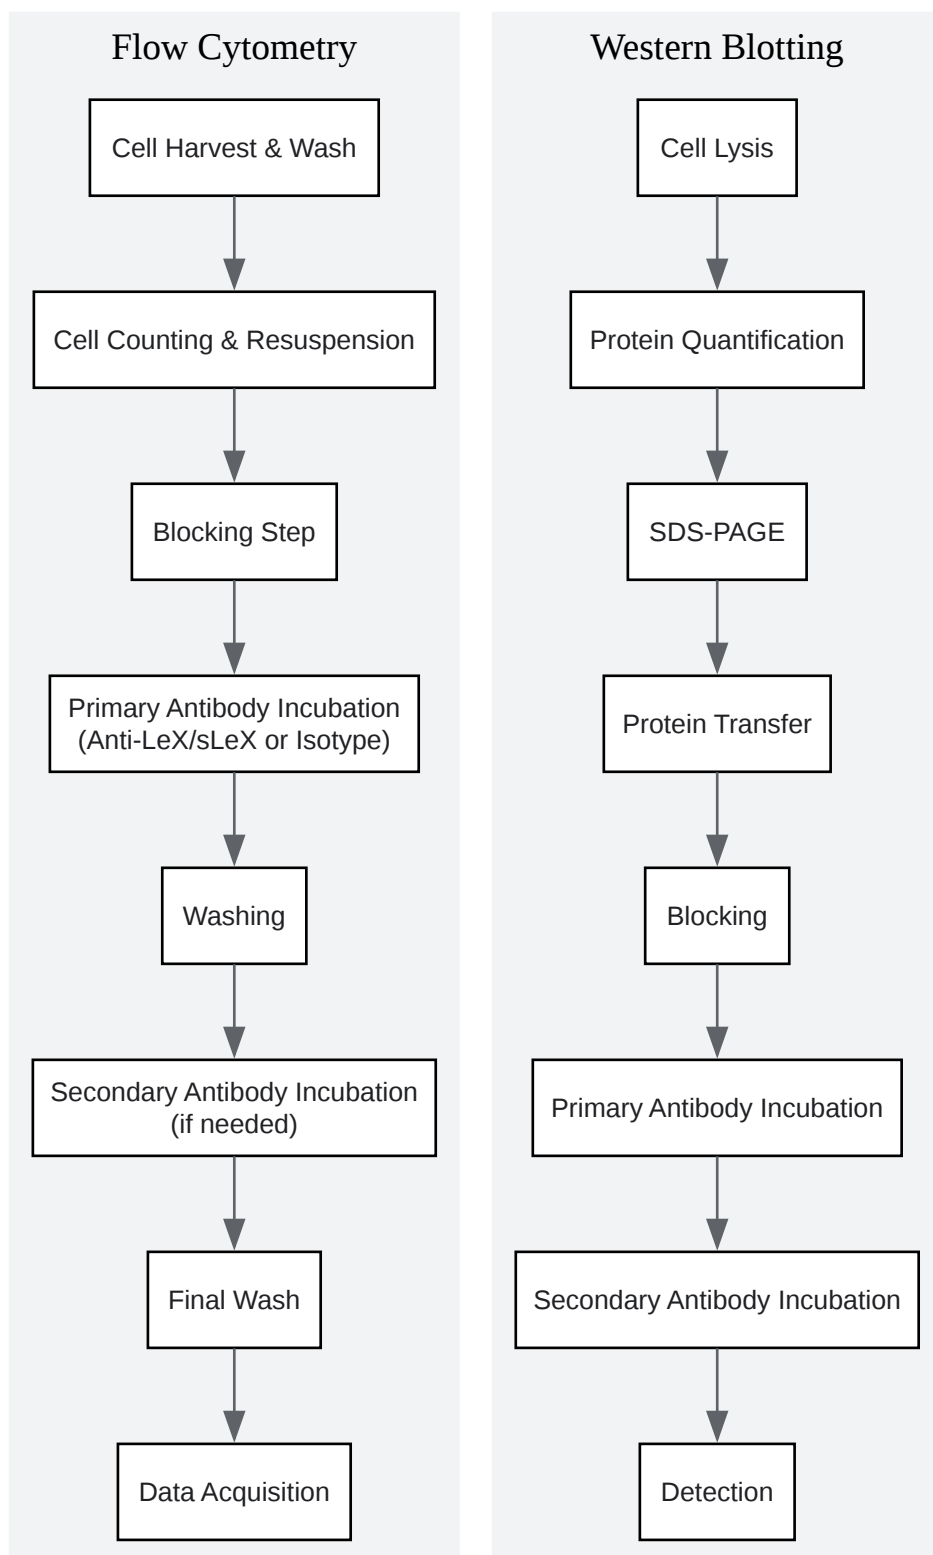 Flow Cytometry
Cell Harvest & Wash
Cell Counting & Resuspension
Blocking Step
Primary Antibody Incubation
(Anti-LeX/sLeX or Isotype)
Washing
Secondary Antibody Incubation
(if needed)
Final Wash
Data Acquisition
Western Blotting
Cell Lysis
Protein Quantification
SDS-PAGE
Protein Transfer
Blocking
Primary Antibody Incubation
Secondary Antibody Incubation
Detection